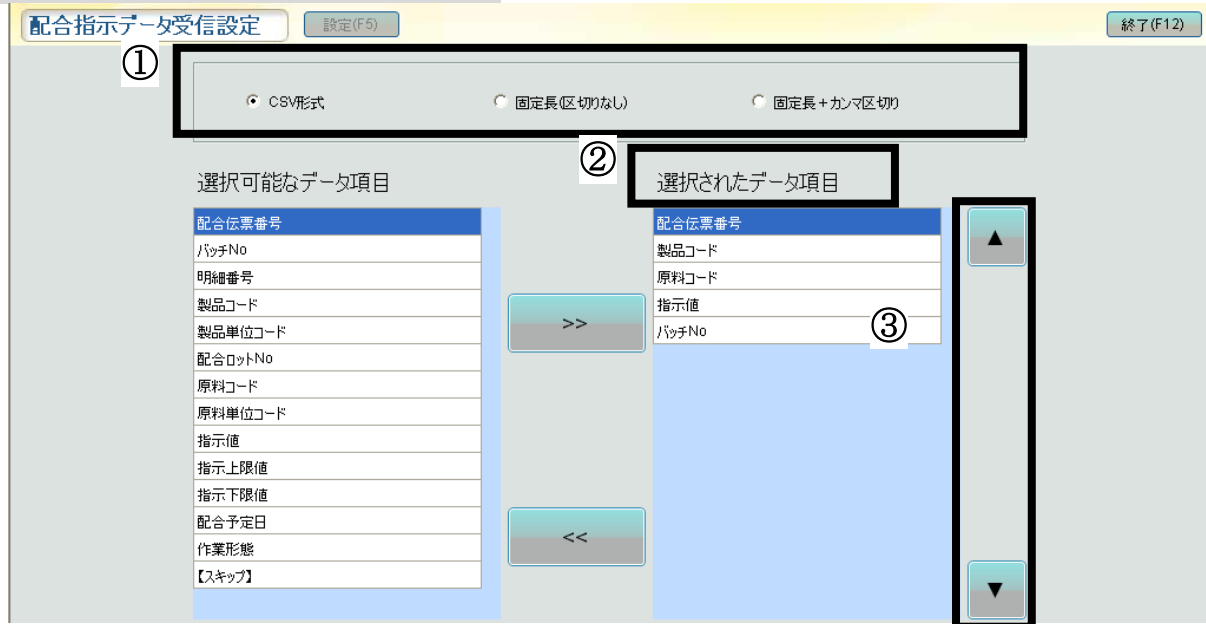 配合指示データ受信設定
設定(F5)
終了(F12)
①
CSV形式
固定長(区切りなし)
固定長+カンマ区切り
②
選択可能なデータ項目
選択されたデータ項目
配合伝票番号
バッチNo
明細番号
製品コード
製品単位コード
配合ロットNo
原料コード
原料単位コード
指示値
指示上限値
指示下限値
配合予定日
作業形態
【スキップ】
>>
<<
配合伝票番号
製品コード
原料コード
指示値
バッチNo
③
▲
▼